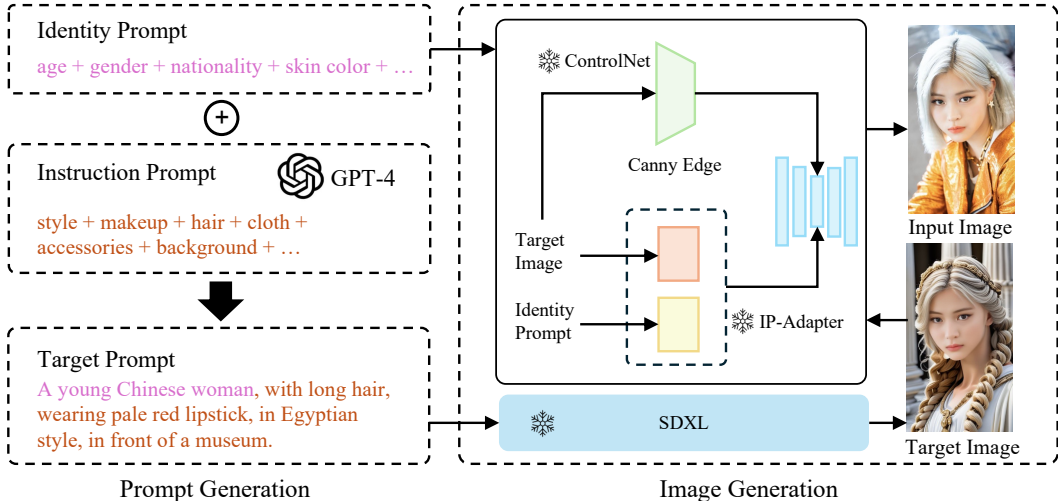 Identity Prompt
age + gender + nationality + skin color + …
+
Instruction Prompt
GPT-4
style + makeup + hair + cloth +
accessories + background + …
Target Prompt
A young Chinese woman, with long hair,
wearing pale red lipstick, in Egyptian
style, in front of a museum.
Prompt Generation
ControlNet
Canny Edge
Target
Image
Identity
Prompt
IP-Adapter
SDXL
Input Image
Target Image
Image Generation